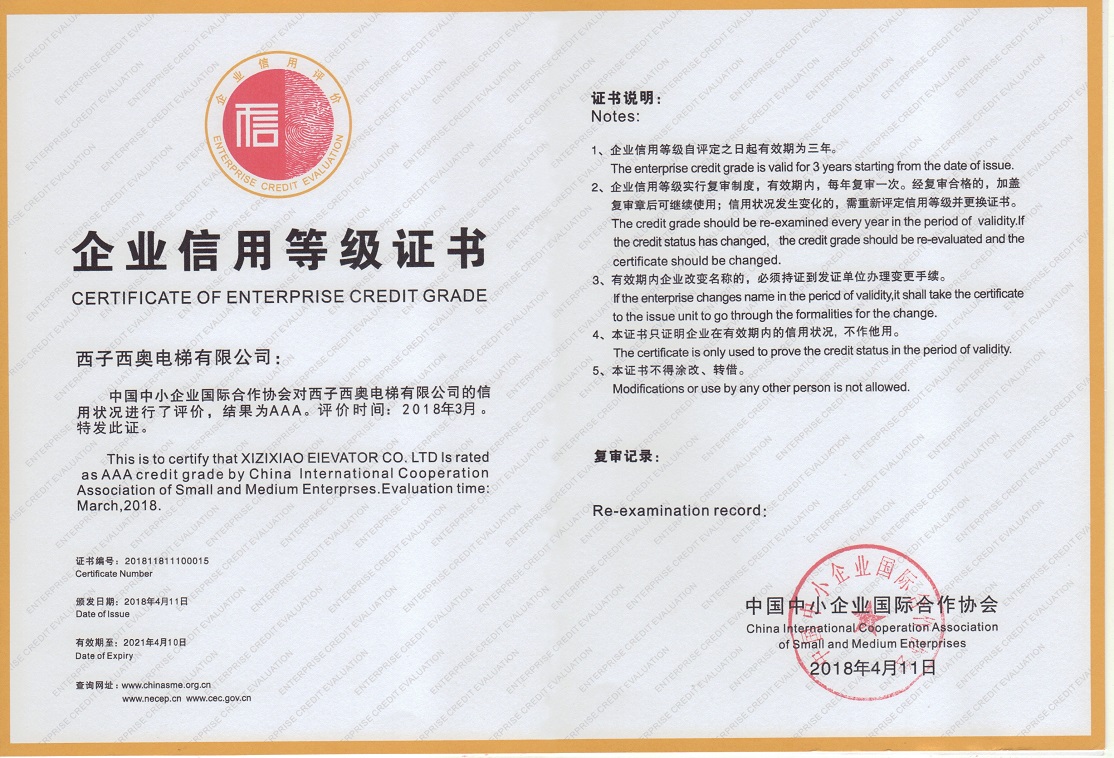 企业信用评价
信
ENTERPRISE CREDIT EVALUATION
企业信用等级证书
CERTIFICATE OF ENTERPRISE CREDIT GRADE
西子西奥电梯有限公司：
中国中小企业国际合作协会对西子西奥电梯有限公司的信
用状况进行了评价，结果为AAA。评价时间：2018年3月。
特发此证。
This is to certify that XIZIXIAO EIEVATOR CO. LTD Is rated
as AAA credit grade by China International Cooperation
Association of Small and Medium Enterprses.Evaluation time:
March,2018.
证书编号：201811811100015
Certificate Number
颁发日期：2018年4月11日
Date of Issue
有效期至：2021年4月10日
Date of Expiry
查询网址：www.chinasme.org.cn
www.necep.cn www.cec.gov.cn
证书说明：
Notes:
1、企业信用等级自评定之日起有效期为三年。
The enterprise credit grade is valid for 3 years starting from the date of issue.
2、企业信用等级实行复审制度，有效期内，每年复审一次。经复审合格的，加盖
复审章后可继续使用；信用状况发生变化的，需重新评定信用等级并更换证书。
The credit grade should be re-examined every year in the period of validity.If
the credit status has changed, the credit grade should be re-evaluated and the
certificate should be changed.
3、有效期内企业改变名称的，必须持证到发证单位办理变更手续。
If the enterprise changes name in the pericd of validity,it shall take the certificate
to the issue unit to go through the formalities for the change.
4、本证书只证明企业在有效期内的信用状况，不作他用。
The certificate is only used to prove the credit status in the period of validity.
5、本证书不得涂改、转借。
Modifications or use by any other person is not allowed.
复审记录：
Re-examination record:
中国中小企业国际合作协会
China International Cooperation Association
of Small and Medium Enterprises
2018年4月11日
中国中小企业国际合作协会